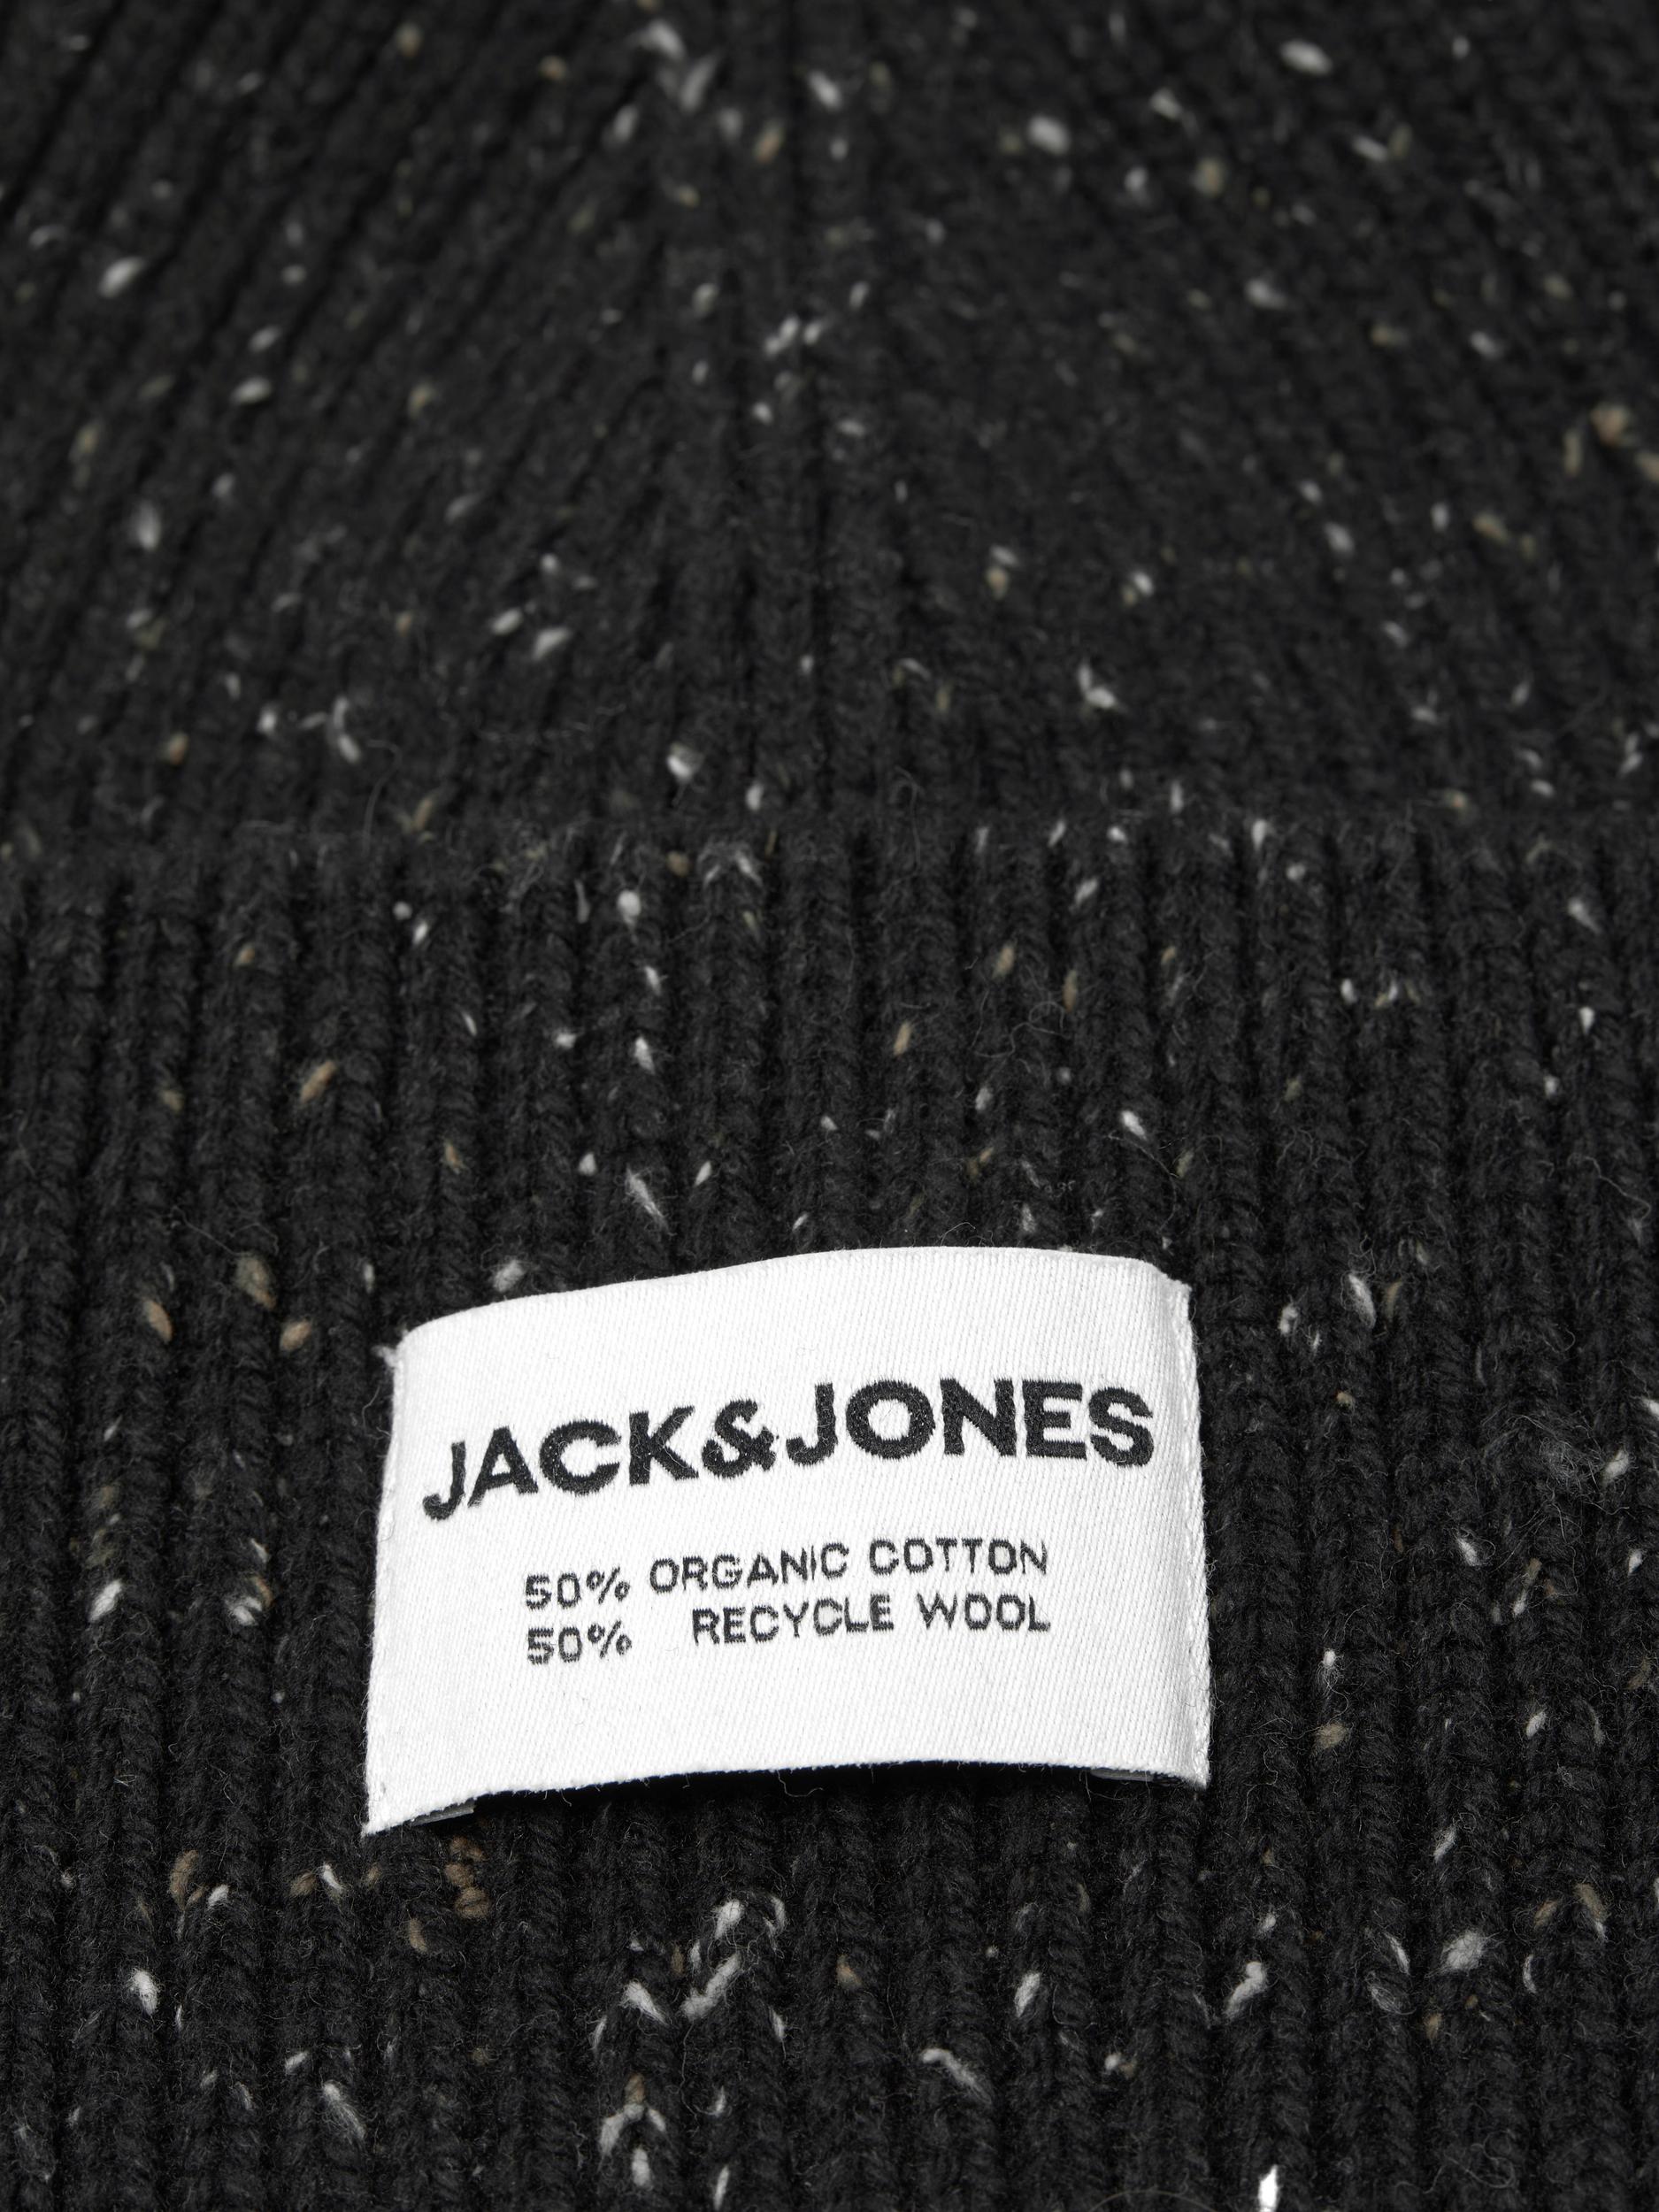 JACK&JONES
50% ORGANIC COTTON
50% RECYCLE WOOL